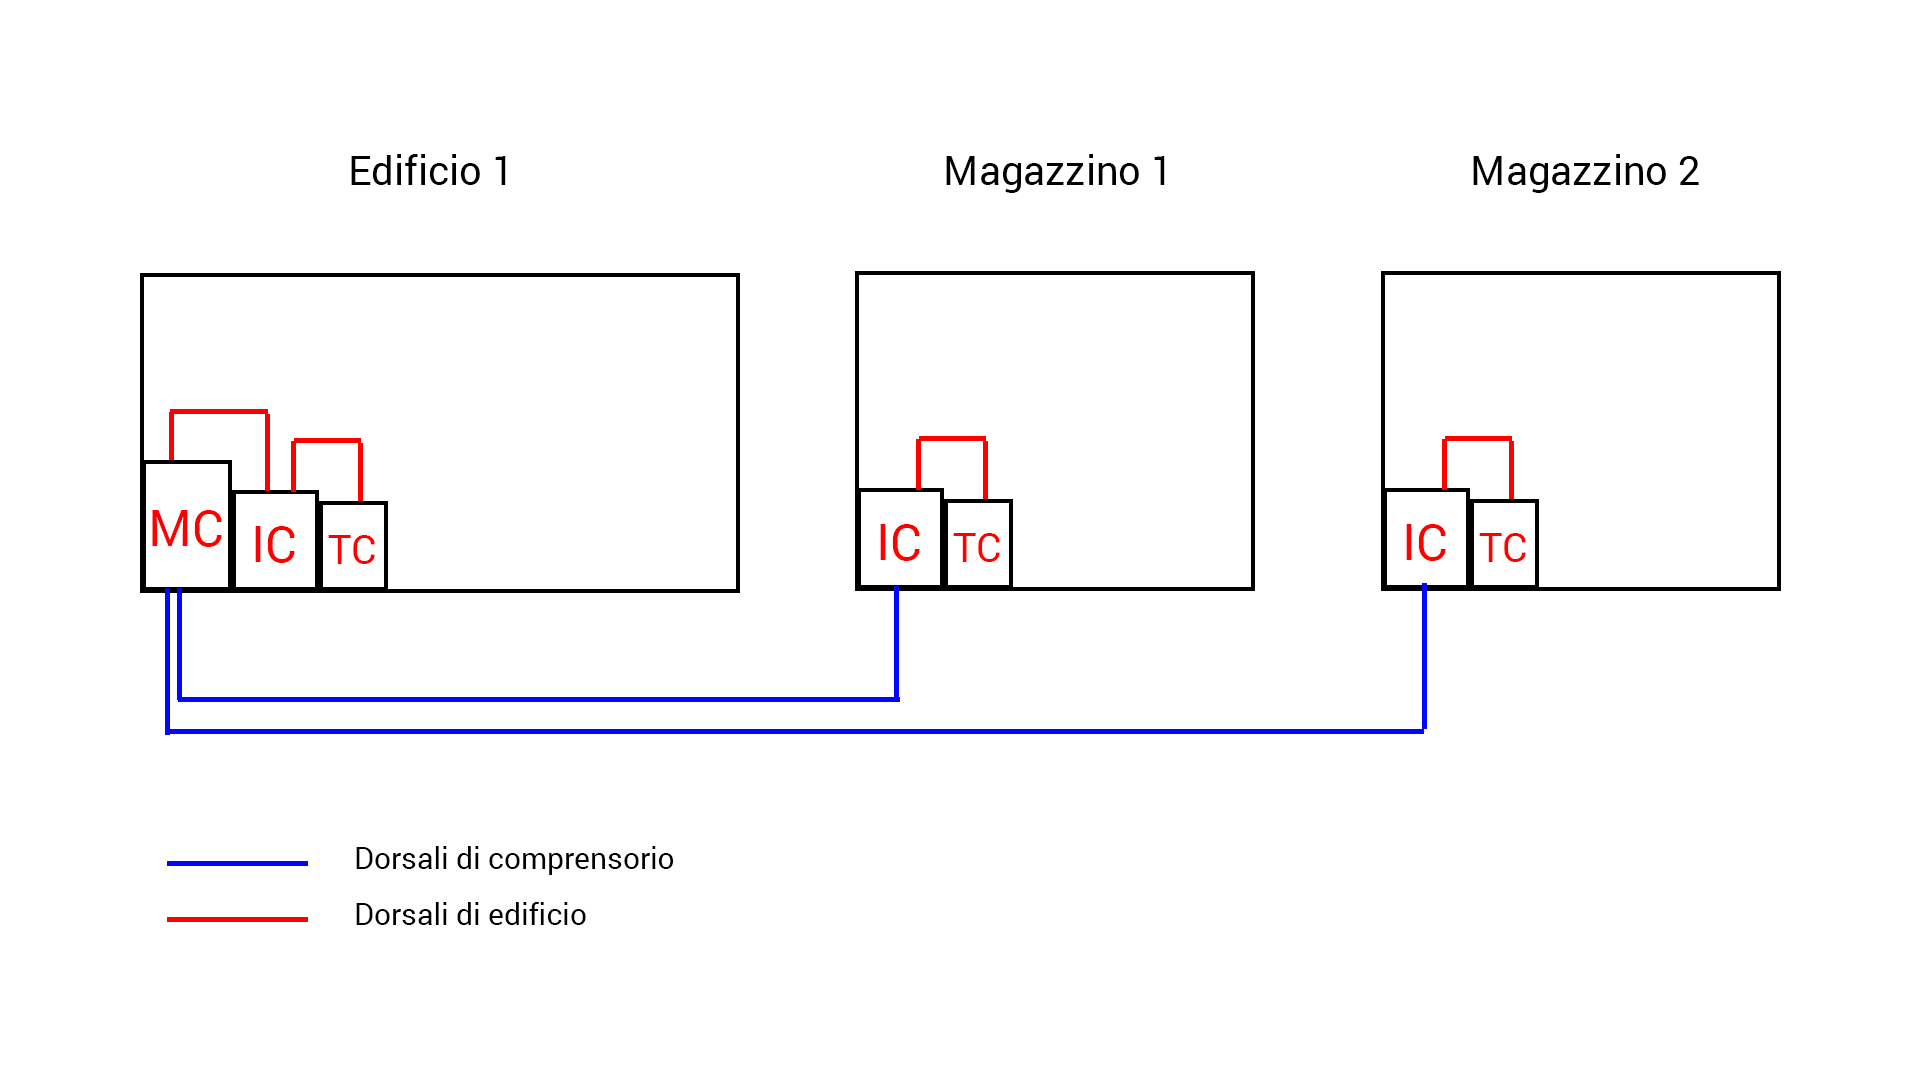 Edificio 1
Magazzino 1
Magazzino 2
MC
IC
TC
IC
TC
IC
TC
Dorsali di comprensorio
Dorsali di edificio